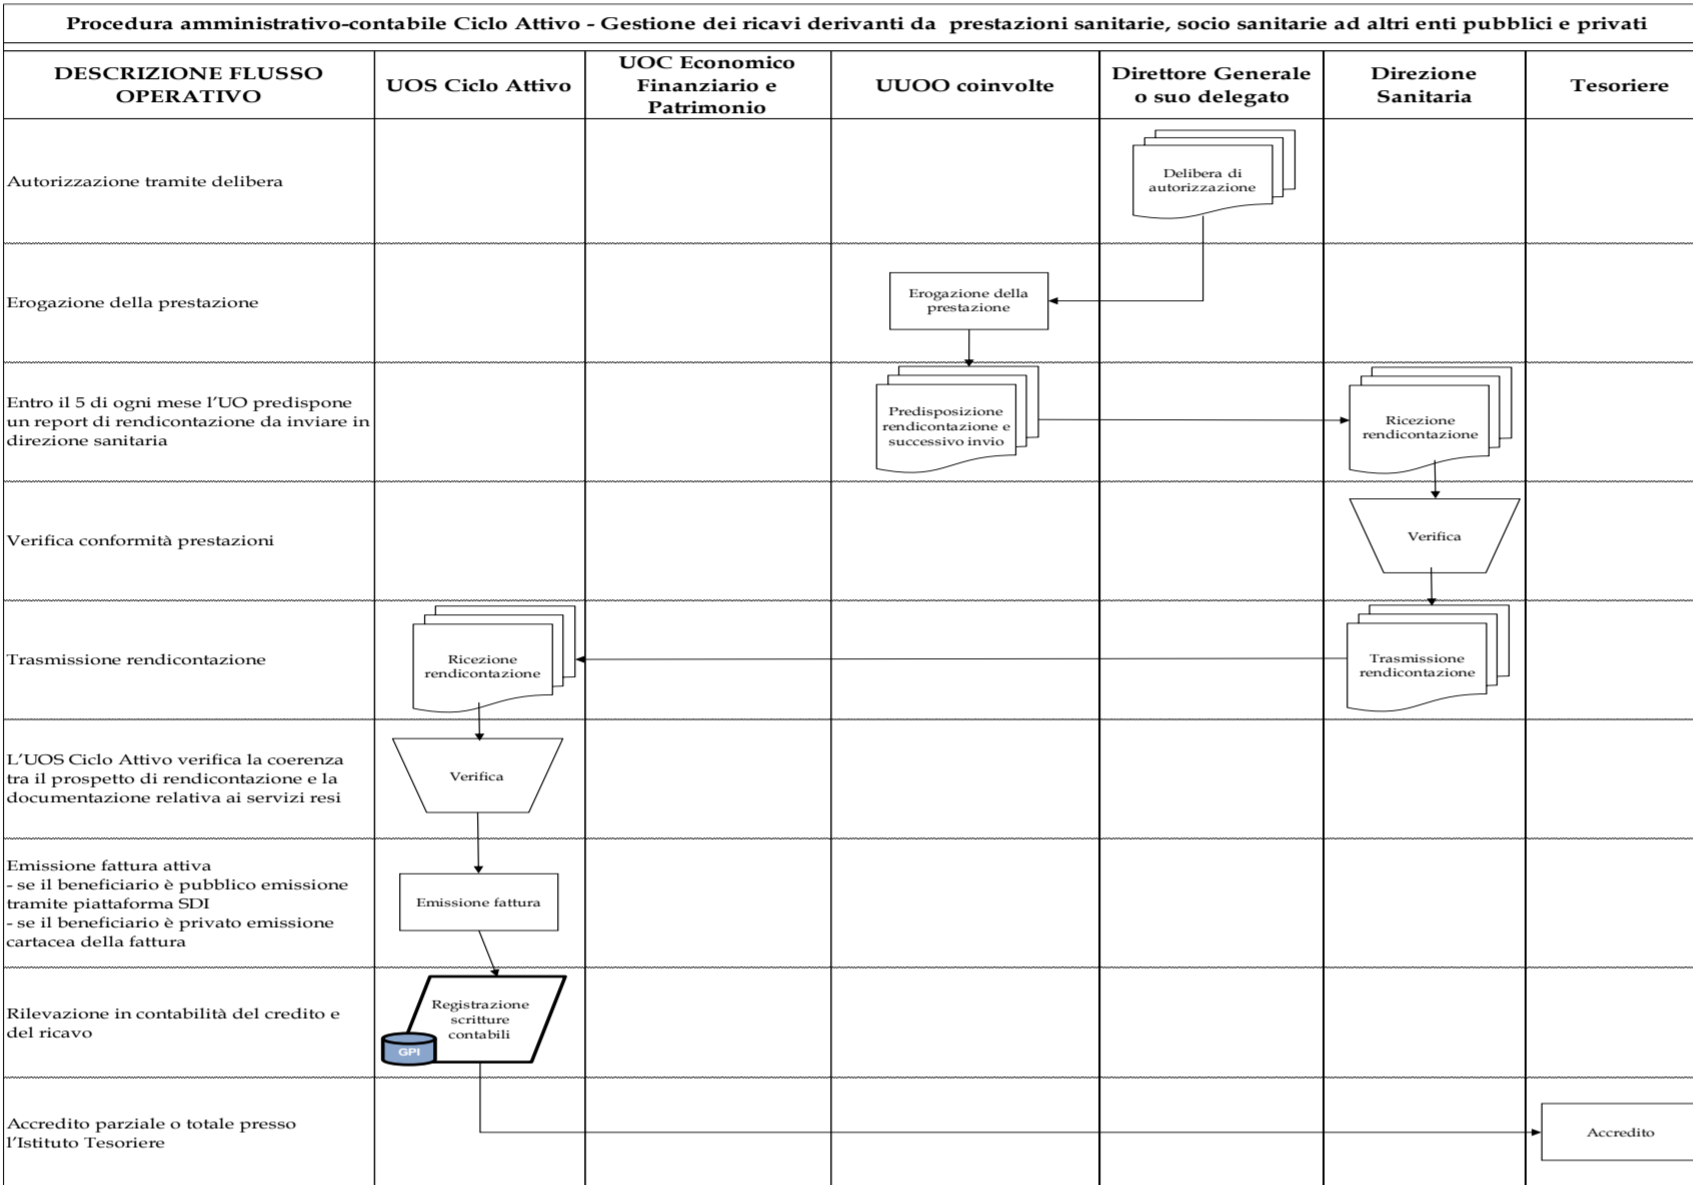 Procedura amministrativo-contabile Ciclo Attivo - Gestione dei ricavi derivanti da prestazioni sanitarie, socio sanitarie ad altri enti pubblici e privati
DESCRIZIONE FLUSSO
OPERATIVO
UOS Ciclo Attivo
UOC Economico
Finanziario e
Patrimonio
UUOO coinvolte
Direttore Generale
o suo delegato
Direzione
Sanitaria
Tesoriere
Autorizzazione tramite delibera
Delibera di
autorizzazione
Erogazione della prestazione
Erogazione della
prestazione
Entro il 5 di ogni mese l'UO predispone
un report di rendicontazione da inviare in
direzione sanitaria
Predisposizione
rendicontazione e
successivo invio
Ricezione
rendicontazione
Verifica conformità prestazioni
Verifica
Trasmissione rendicontazione
Ricezione
rendicontazione
Trasmissione
rendicontazione
L'UOS Ciclo Attivo verifica la coerenza
tra il prospetto di rendicontazione e la
documentazione relativa ai servizi resi
Verifica
Emissione fattura attiva
- se il beneficiario è pubblico emissione
tramite piattaforma SDI
- se il beneficiario è privato emissione
cartacea della fattura
Emissione fattura
Rilevazione in contabilità del credito e
del ricavo
Registrazione
scritture
contabili
GPI
Accredito parziale o totale presso
l'Istituto Tesoriere
Accredito